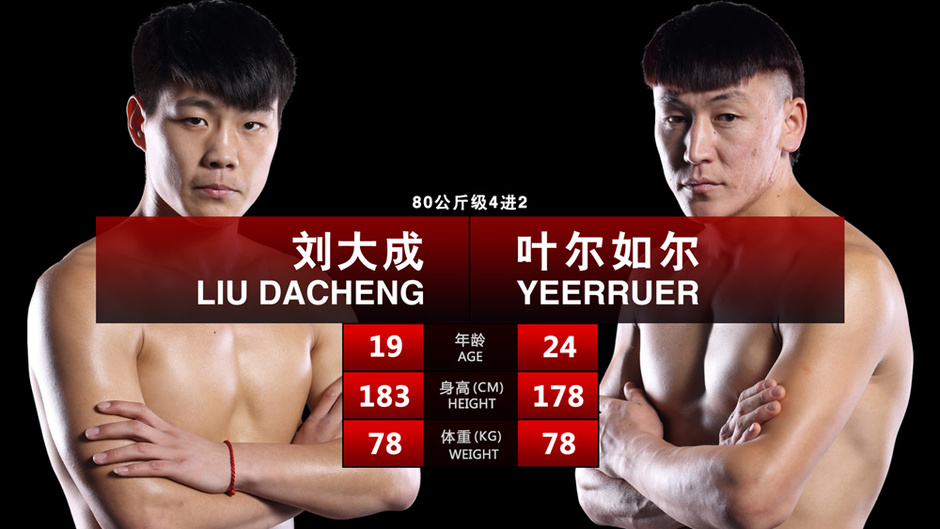 80公斤级4进2
刘大成
LIU DACHENG
叶尔如尔
YEERRUER
19 年龄 24
AGE
183 身高(CM) 178
HEIGHT
78 体重(KG) 78
WEIGHT